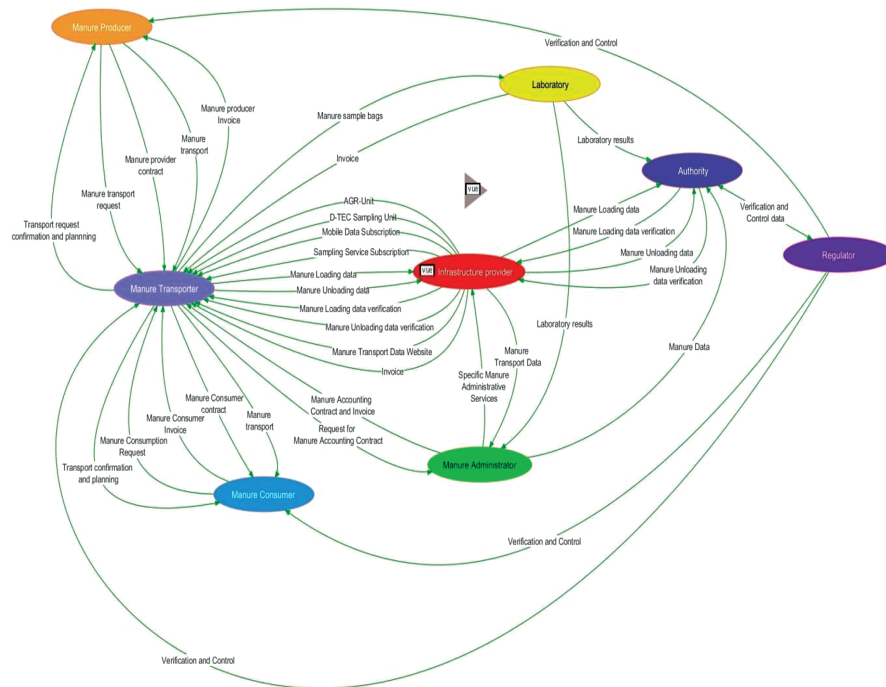 Manure Producer
Verification and Control
Laboratory
Manure sample bags
Manure producer
Invoice
Manure
transport
Laboratory results
Invoice
Manure provider
contract
Authority
Manure transport
request
vue
AGR-Unit
Manure Loading data
Verification and
Control data
D-TEC Sampling Unit
Transport request
confirmation and plannning
Mobile Data Subscription
Manure Loading data verification
Sampling Service Subscription
Manure Unloading data
Regulator
Manure Loading data
vue
Infrastructure provider
Manure Unloading
data verification
Manure Transporter
Manure Unloading data
Manure Loading data verification
Laboratory results
Manure Unloading data verification
Manure Data
Manure Transport Data Website
Manure
Transport Data
Invoice
Specific Manure
Administrative
Services
Manure Consumer
contract
Manure Accounting
Contract and Invoice
Manure
transport
Manure Consumer
Invoice
Request for
Manure Accounting Contract
Manure Consumption
Request
Transport confirmation
and planning
Manure Administrator
Manure Consumer
Verification and Control
Verification and Control